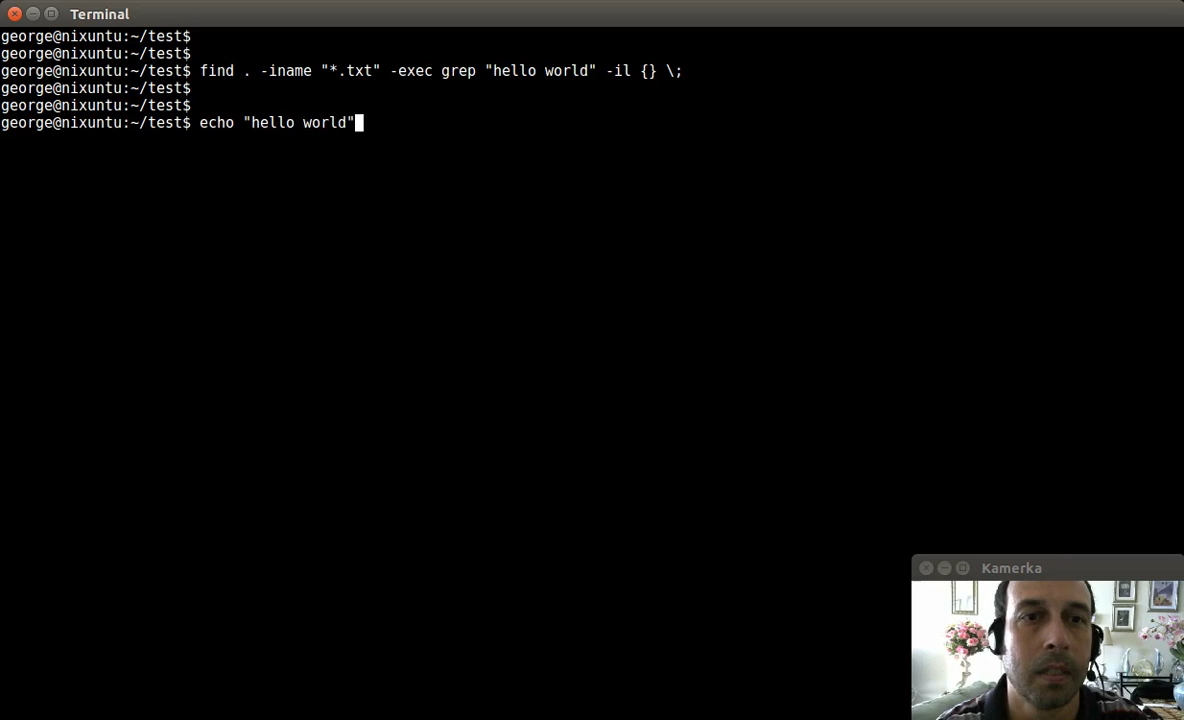 Terminal
george@nixuntu:~/test$
george@nixuntu:~/test$
george@nixuntu:~/test$ find . -iname "*.txt" -exec grep "hello world" -il {} \;
george@nixuntu:~/test$
george@nixuntu:~/test$
george@nixuntu:~/test$ echo "hello world"
Kamerka